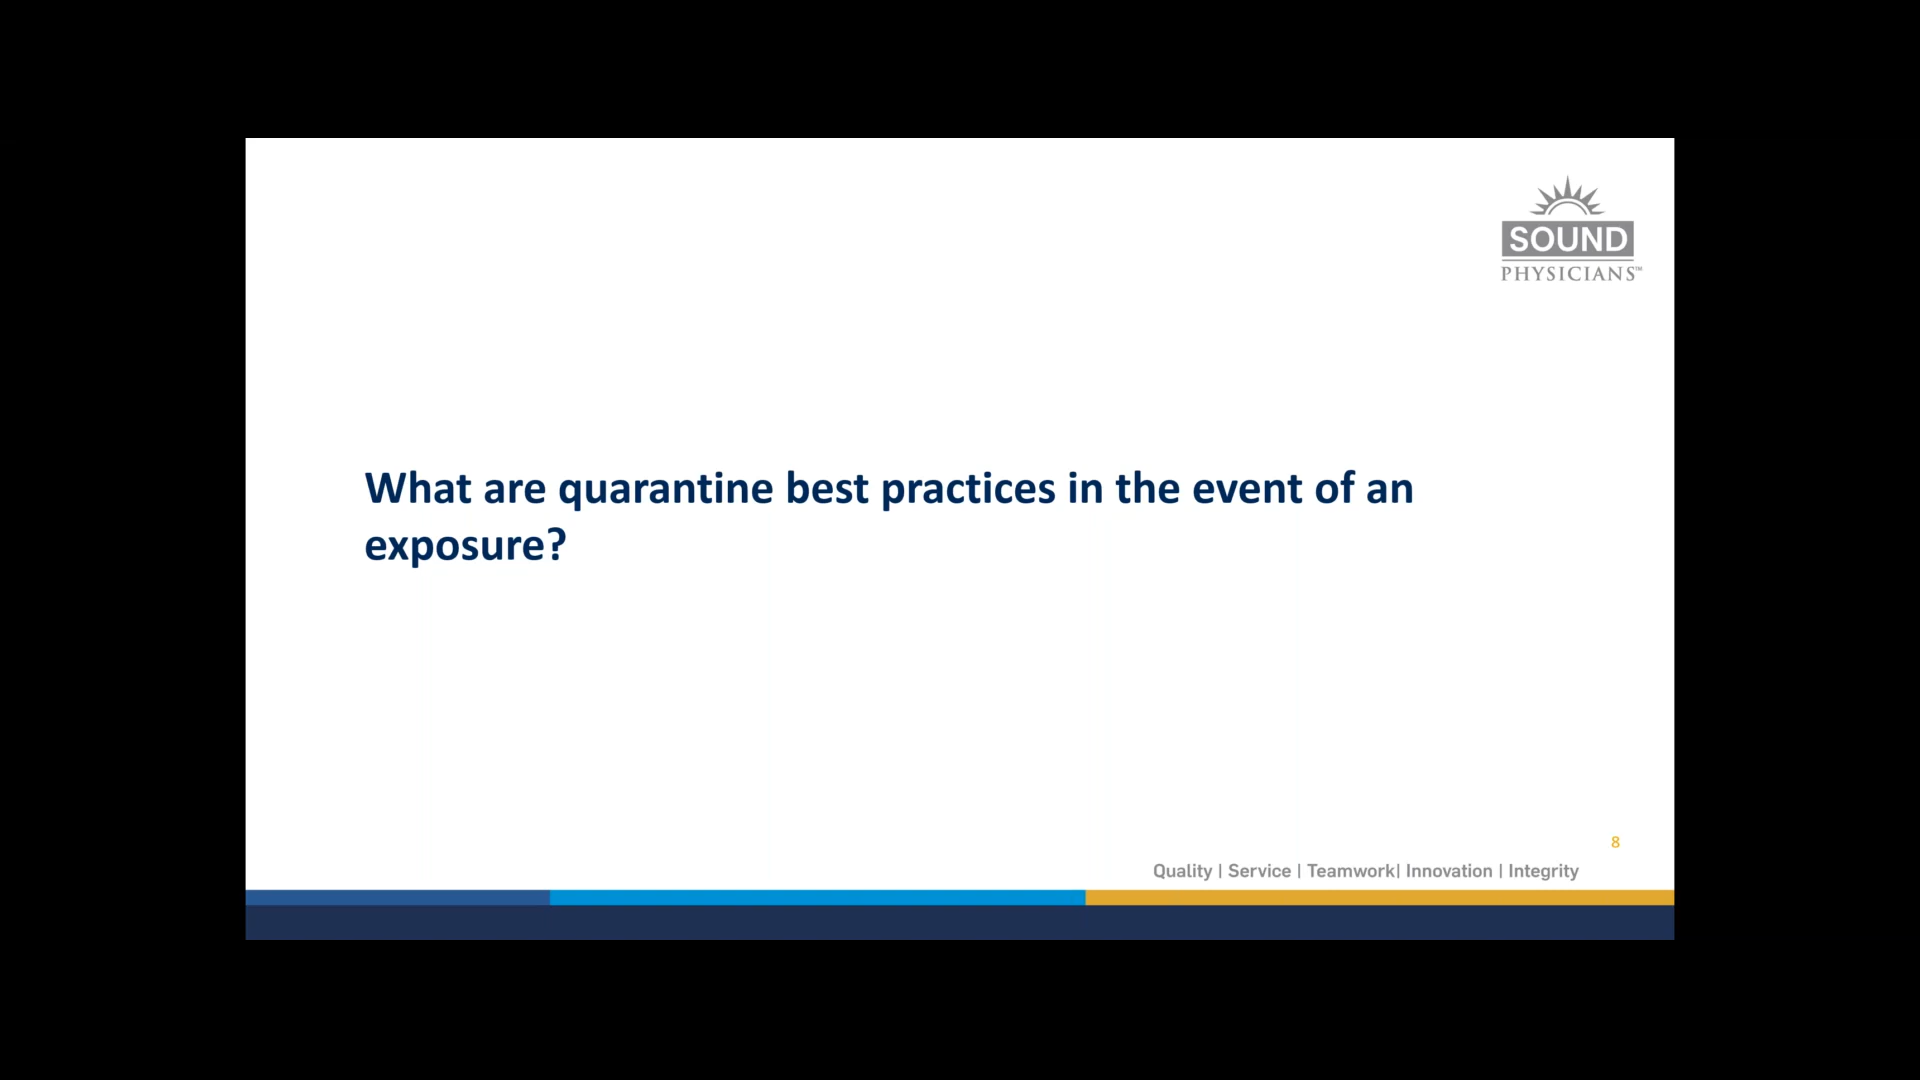 SOUND
PHYSICIANS™
What are quarantine best practices in the event of an
exposure?
8
Quality | Service | Teamwork| Innovation | Integrity